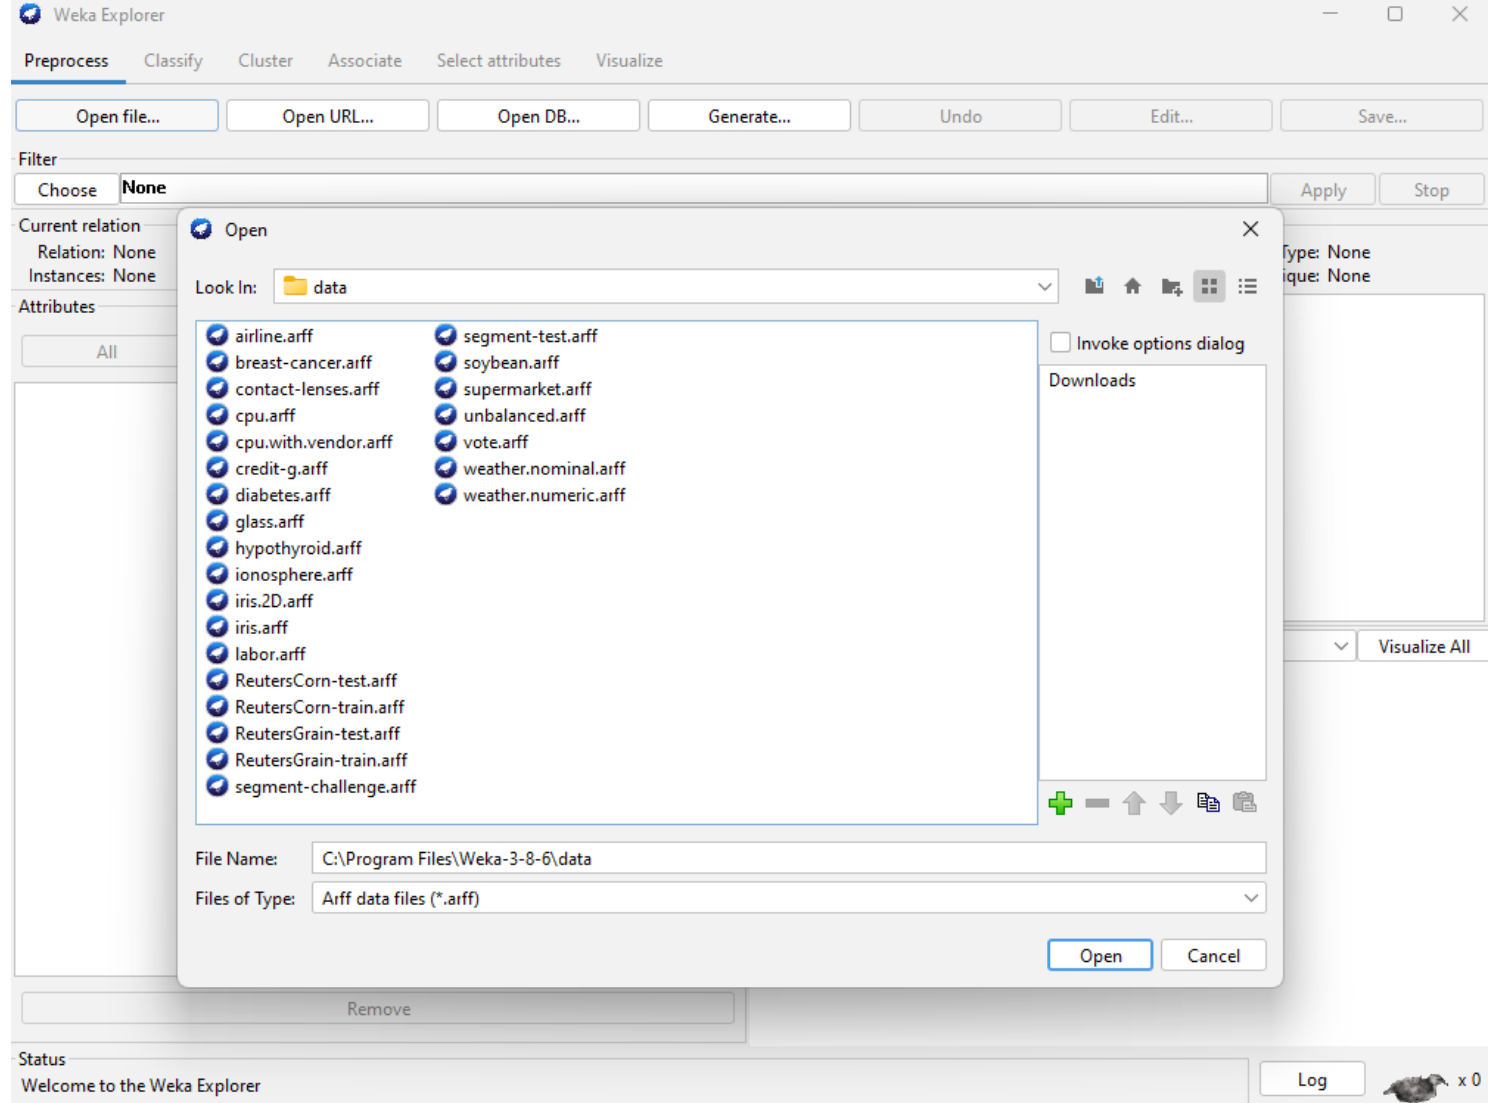 Weka Explorer
Preprocess Classify Cluster Associate Select attributes Visualize
Open file... Open URL... Open DB... Generate... Undo Edit... Save...
Filter
Choose None Apply Stop
Current relation
Relation: None
Instances: None
Type: None
ique: None
Attributes
All
Open
Look In: data
airline.arff
breast-cancer.arff
contact-lenses.arff
cpu.arff
cpu.with.vendor.arff
credit-g.arff
diabetes.arff
glass.arff
hypothyroid.arff
ionosphere.arff
iris.2D.arff
iris.arff
labor.arff
ReutersCorn-test.arff
ReutersCorn-train.arff
ReutersGrain-test.arff
ReutersGrain-train.arff
segment-challenge.arff
segment-test.arff
soybean.arff
supermarket.arff
unbalanced.arff
vote.arff
weather.nominal.arff
weather.numeric.arff
Invoke options dialog
Downloads
File Name: C:\Program Files\Weka-3-8-6\data
Files of Type: Arff data files (*.arff)
Open Cancel
Visualize All
Remove
Status
Welcome to the Weka Explorer
Log x 0